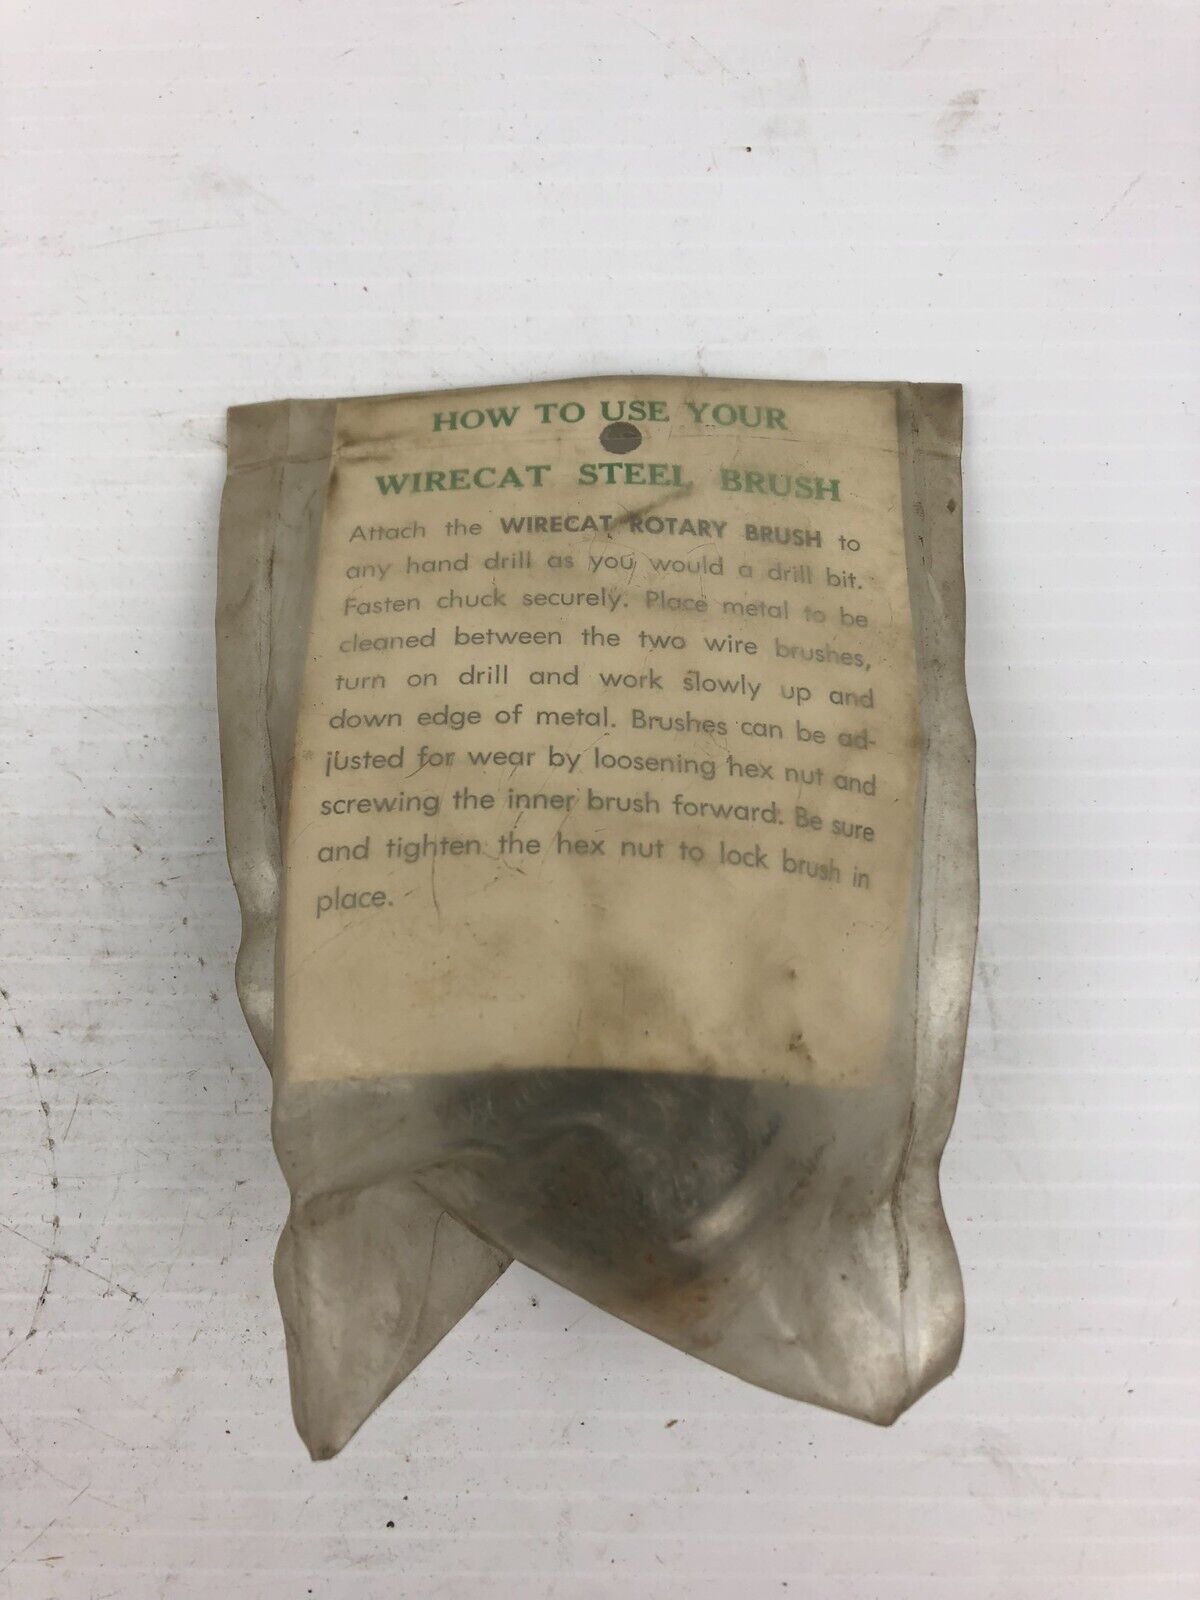 HOW TO USE YOUR
WIRECAT STEEL BRUSH
Attach the WIRECAT ROTARY BRUSH to
any hand drill as you would a drill bit.
Fasten chuck securely. Place metal to be
cleaned between the two wire brushes,
turn on drill and work slowly up and
down edge of metal. Brushes can be ad-
justed for wear by loosening hex nut and
screwing the inner brush forward. Be sure
and tighten the hex nut to lock brush in
place.